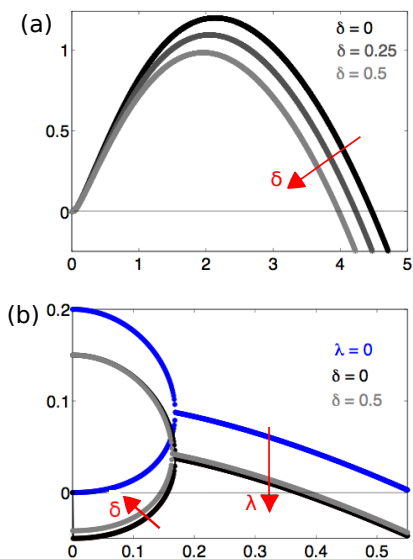 (a)
δ = 0
δ = 0.25
δ = 0.5
1
0.5
0
δ
0 1 2 3 4 5
(b)
0.2
λ = 0
δ = 0
δ = 0.5
0.1
0
δ
λ
0 0.1 0.2 0.3 0.4 0.5